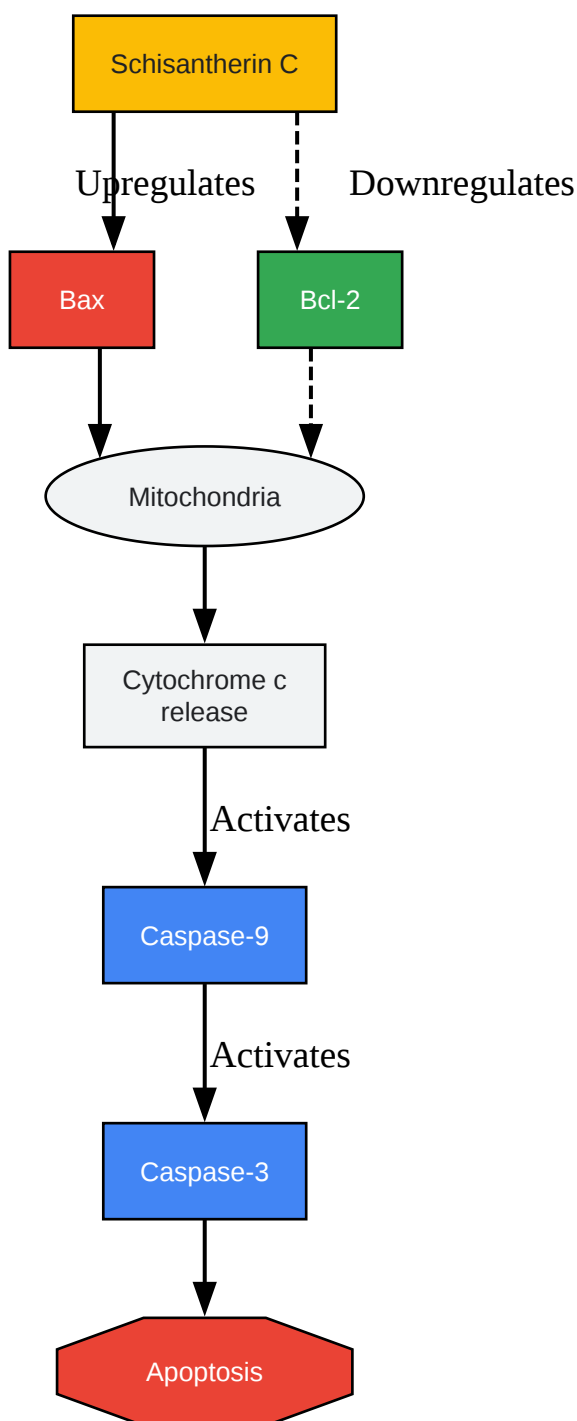 Schisantherin C
Upregulates
Downregulates
Bax
Bcl-2
Mitochondria
Cytochrome c
release
Activates
Caspase-9
Activates
Caspase-3
Apoptosis